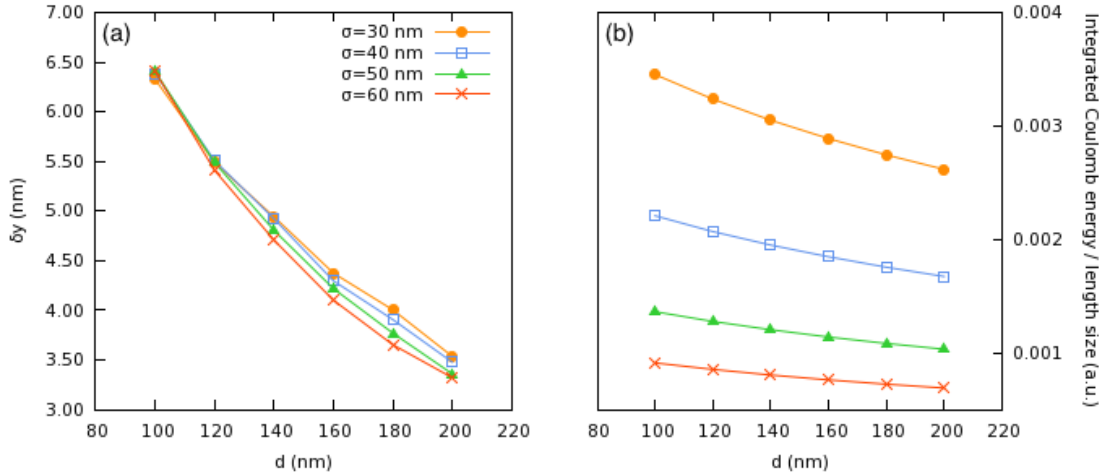 (a)
σ=30 nm
σ=40 nm
σ=50 nm
σ=60 nm
7.00
6.50
6.00
5.50
5.00
4.50
4.00
3.50
3.00
δy (nm)
80 100 120 140 160 180 200 220
d (nm)
(b)
0.004
0.003
0.002
0.001
Integrated Coulomb energy / length size (a.u.)
80 100 120 140 160 180 200 220
d (nm)